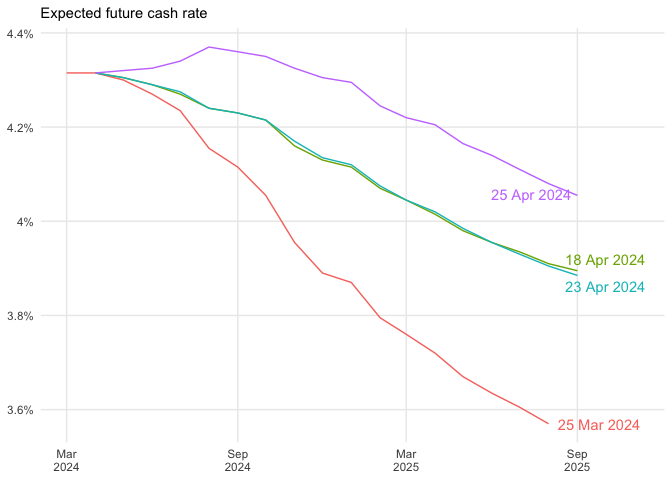 Expected future cash rate
4.4%
4.2%
4%
3.8%
3.6%
25 Apr 2024
18 Apr 2024
23 Apr 2024
25 Mar 2024
Mar
2024
Sep
2024
Mar
2025
Sep
2025